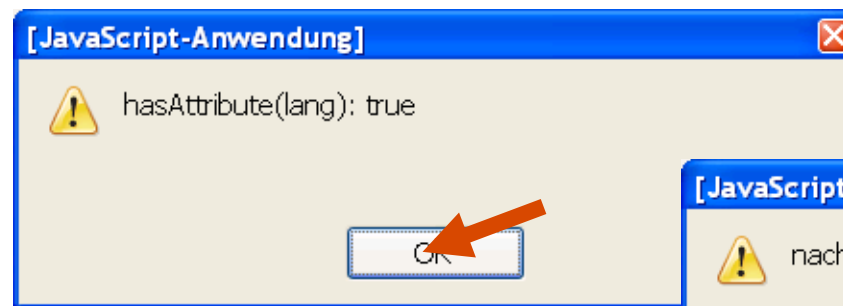 [JavaScript-Anwendung]
hasAttribute(lang): true
OK
[JavaScript
nach